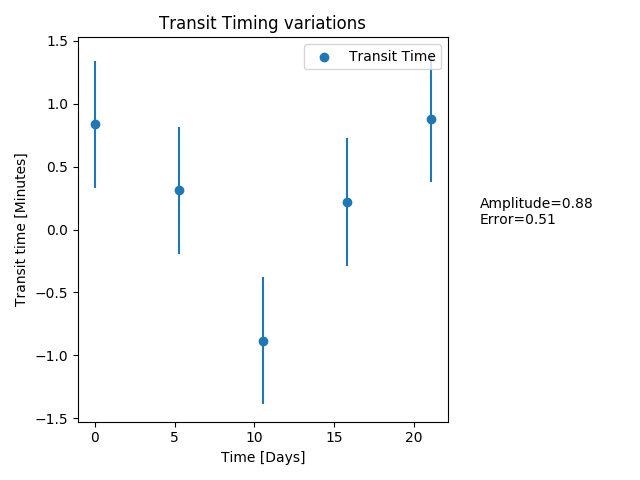 Transit Timing variations
Transit Time
1.5
1.0
0.5
0.0
−0.5
−1.0
−1.5
Transit time [Minutes]
0
5
10
15
20
Time [Days]
Amplitude=0.88
Error=0.51